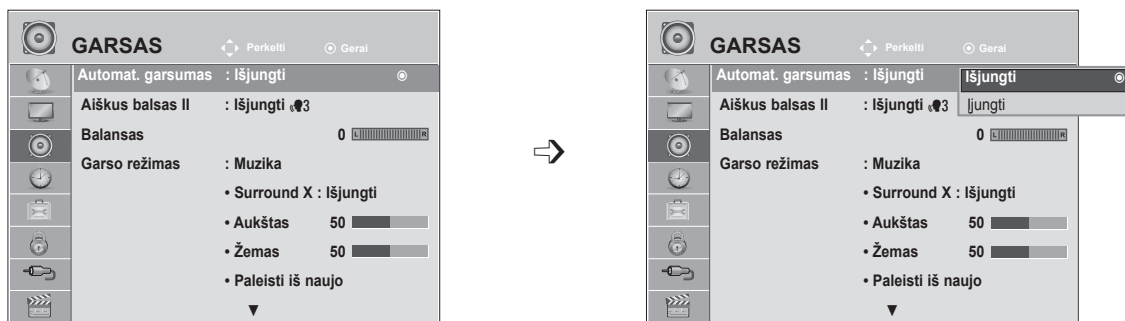 GARSAS Perkelti Gerai
Automat. garsumas : Išjungti
Aiškus balsas II : Išjungti 3
Balansas 0 L R
Garso režimas : Muzika
• Surround X : Išjungti
• Aukštas 50
• Žemas 50
• Paleisti iš naujo
▼
GARSAS Perkelti Gerai
Automat. garsumas : Išjungti
Išjungti
Įjungti
Aiškus balsas II : Išjungti 3
Balansas 0 L R
Garso režimas : Muzika
• Surround X : Išjungti
• Aukštas 50
• Žemas 50
• Paleisti iš naujo
▼